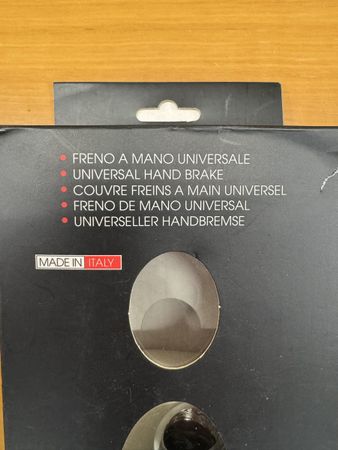 • FRENO A MANO UNIVERSALE
• UNIVERSAL HAND BRAKE
• COUVRE FREINS A MAIN UNIVERSEL
• FRENO DE MANO UNIVERSAL
• UNIVERSELLER HANDBREMSE
MADE IN ITALY